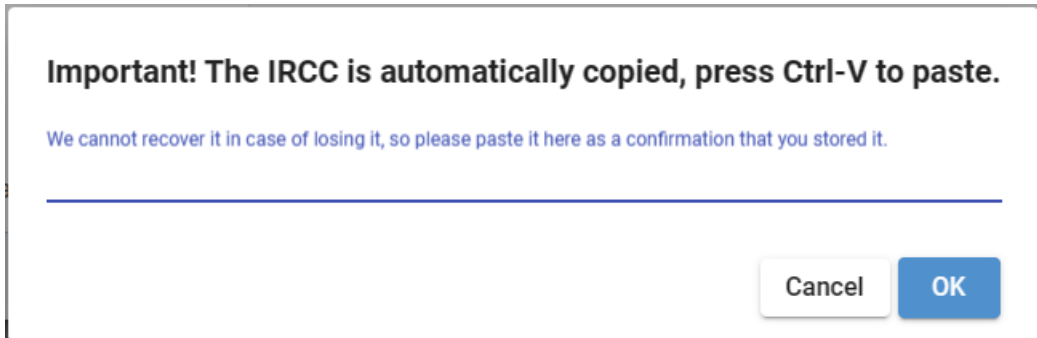 Important! The IRCC is automatically copied, press Ctrl-V to paste.
We cannot recover it in case of losing it, so please paste it here as a confirmation that you stored it.
Cancel
OK